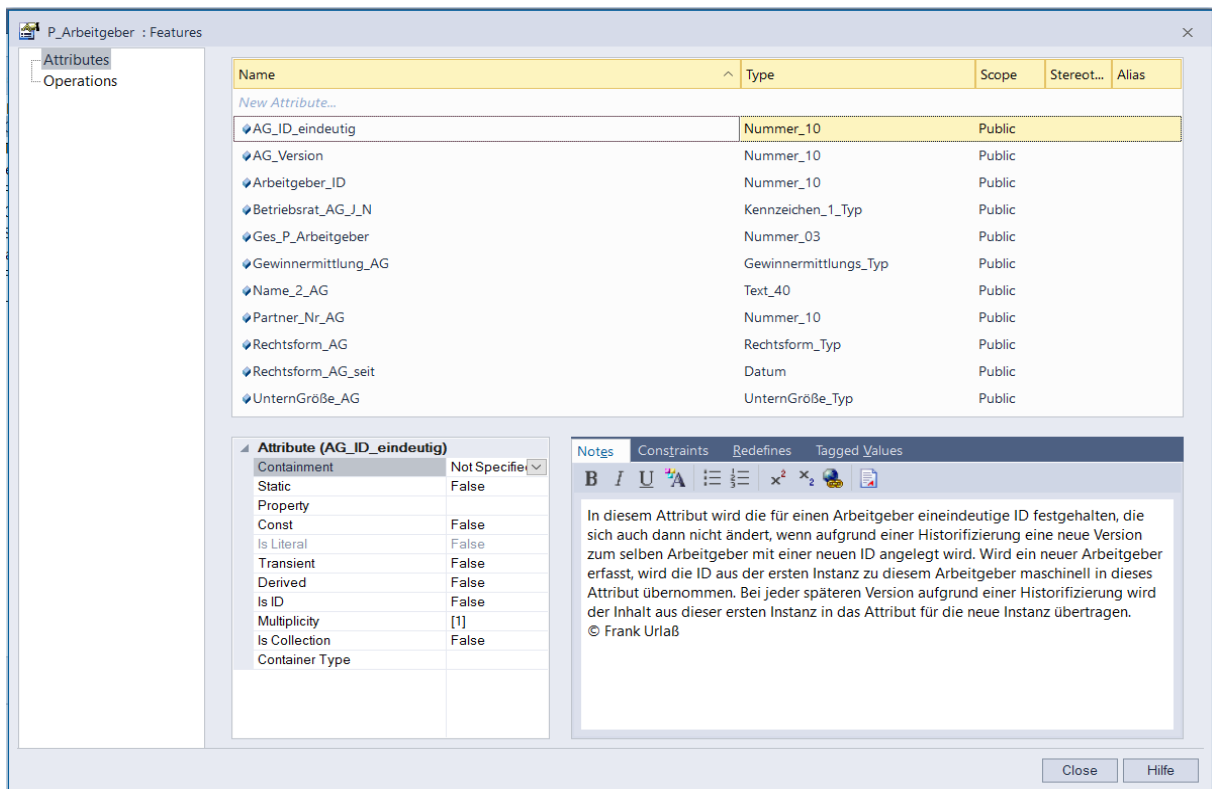 P_Arbeitgeber : Features
Attributes
Operations
Name Type Scope Stereot... Alias
New Attribute...
AG_ID_eindeutig Nummer_10 Public
AG_Version Nummer_10 Public
Arbeitgeber_ID Nummer_10 Public
Betriebsrat_AG_J_N Kennzeichen_1_Typ Public
Ges_P_Arbeitgeber Nummer_03 Public
Gewinnermittlung_AG Gewinnermittlungs_Typ Public
Name_2_AG Text_40 Public
Partner_Nr_AG Nummer_10 Public
Rechtsform_AG Rechtsform_Typ Public
Rechtsform_AG_seit Datum Public
UnternGröße_AG UnternGröße_Typ Public
Attribute (AG_ID_eindeutig)
Containment Not Specifie
Static False
Property
Const False
Is Literal False
Transient False
Derived False
Is ID False
Multiplicity [1]
Is Collection False
Container Type
Notes Constraints Redefines Tagged Values
B I U A x² ×₂
In diesem Attribut wird die für einen Arbeitgeber eineindeutige ID festgehalten, die
sich auch dann nicht ändert, wenn aufgrund einer Historifizierung eine neue Version
zum selben Arbeitgeber mit einer neuen ID angelegt wird. Wird ein neuer Arbeitgeber
erfasst, wird die ID aus der ersten Instanz zu diesem Arbeitgeber maschinell in dieses
Attribut übernommen. Bei jeder späteren Version aufgrund einer Historifizierung wird
der Inhalt aus dieser ersten Instanz in das Attribut für die neue Instanz übertragen.
© Frank Urlaß
Close Hilfe